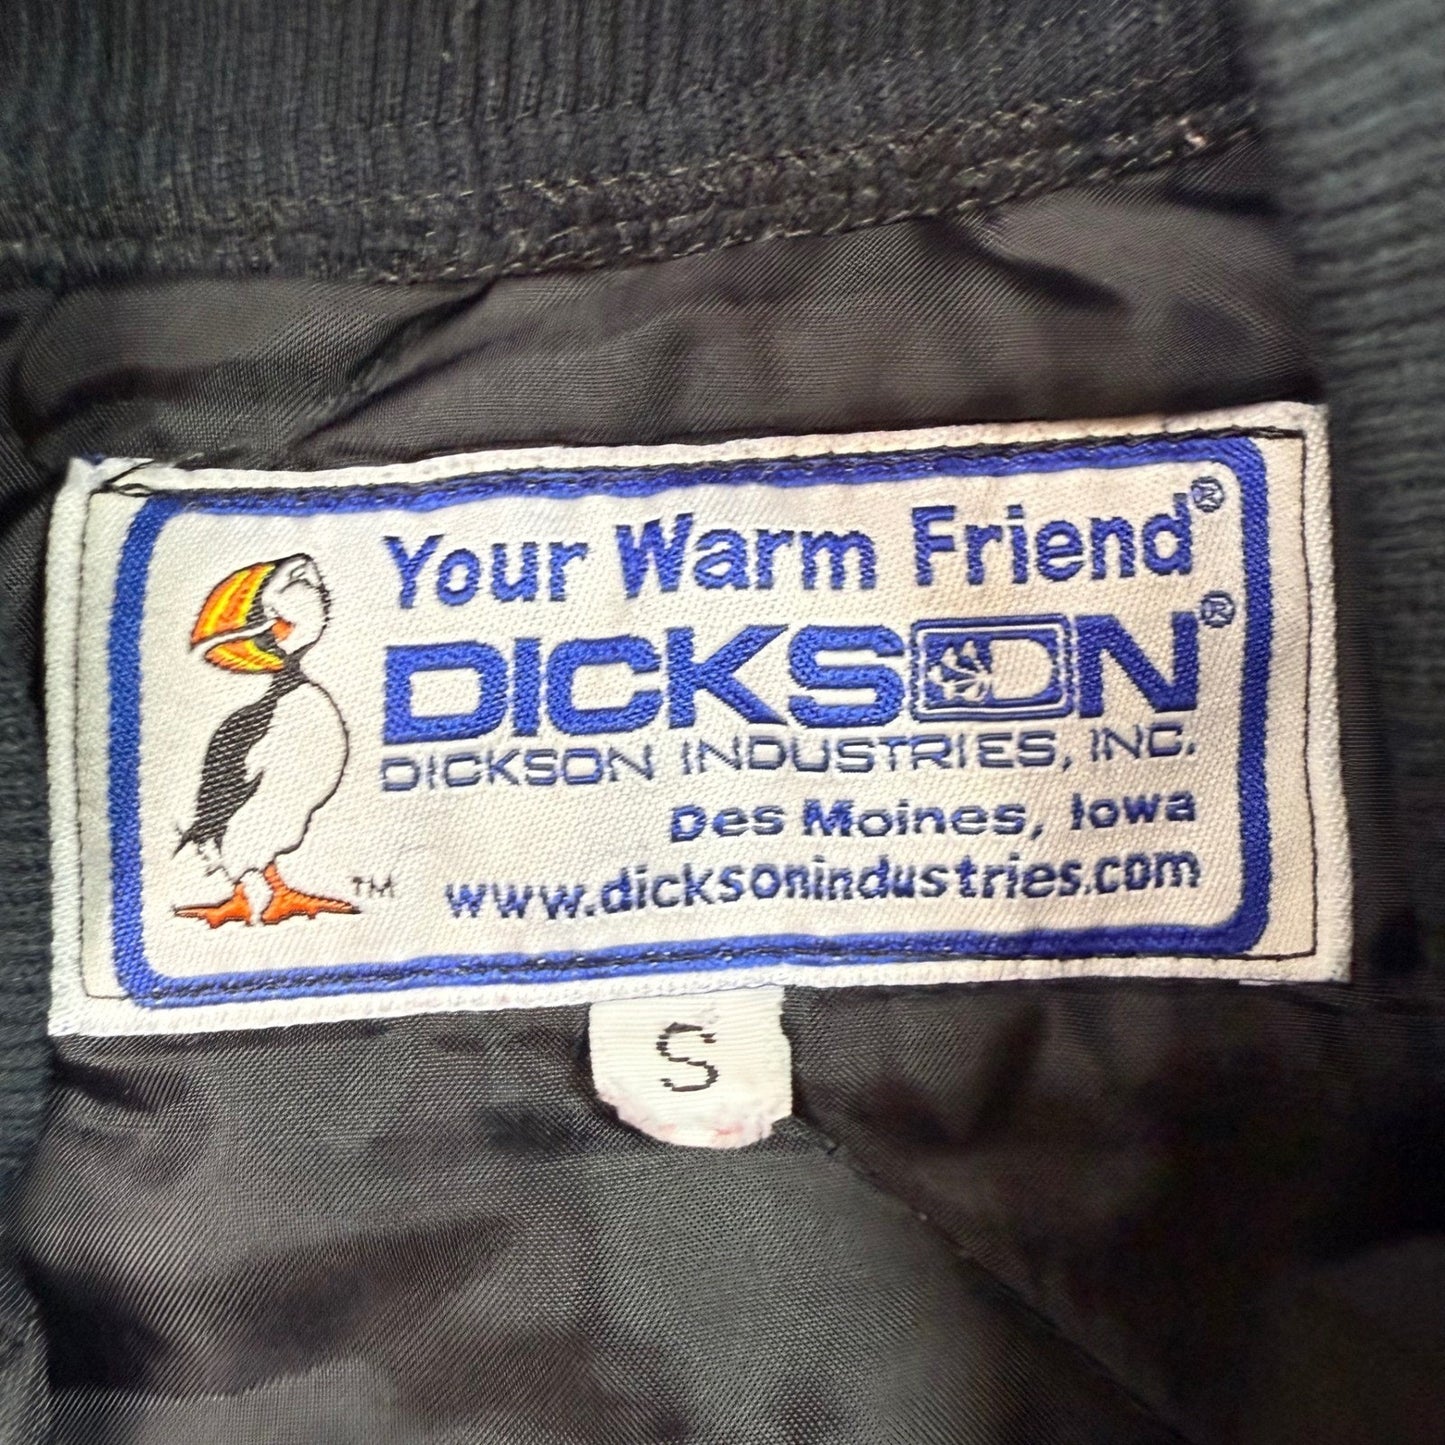 Your Warm Friend®
DICKSON®
DICKSON INDUSTRIES, INC.
Des Moines, Iowa
™ www.dicksonindustries.com
S